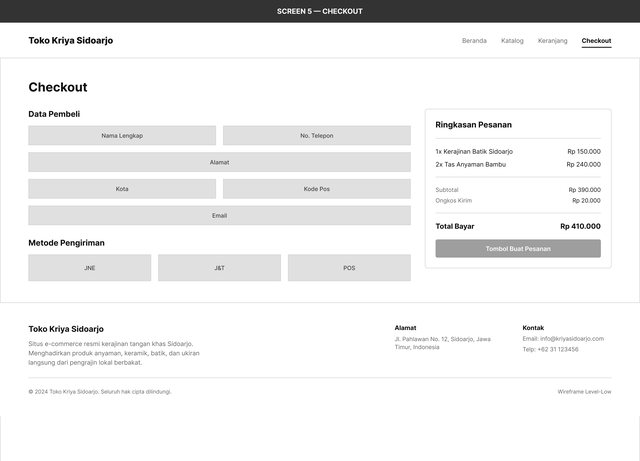 SCREEN 5 — CHECKOUT
Toko Kriya Sidoarjo
Beranda
Katalog
Keranjang
Checkout
Checkout
Data Pembeli
Nama Lengkap
No. Telepon
Alamat
Kota
Kode Pos
Email
Metode Pengiriman
JNE
J&T
POS
Ringkasan Pesanan
1x Kerajinan Batik Sidoarjo Rp 150.000
2x Tas Anyaman Bambu Rp 240.000
Subtotal Rp 390.000
Ongkos Kirim Rp 20.000
Total Bayar Rp 410.000
Tombol Buat Pesanan
Toko Kriya Sidoarjo
Situs e-commerce resmi kerajinan tangan khas Sidoarjo.
Menghadirkan produk anyaman, keramik, batik, dan ukiran
langsung dari pengrajin lokal berbakat.
Alamat
Jl. Pahlawan No. 12, Sidoarjo, Jawa
Timur, Indonesia
Kontak
Email: info@kriyasidoarjo.com
Telp: +62 31 123456
© 2024 Toko Kriya Sidoarjo. Seluruh hak cipta dilindungi.
Wireframe Level-Low